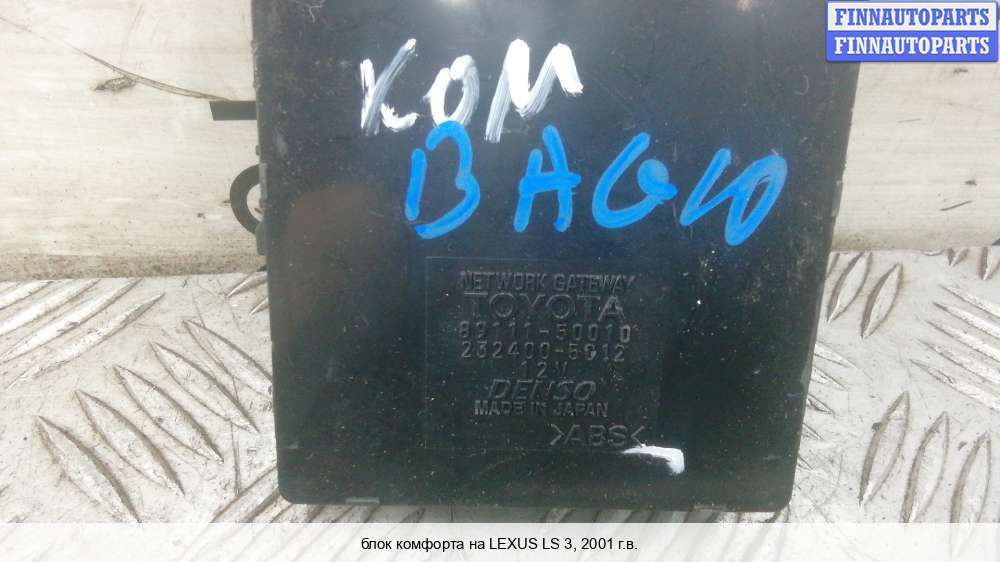 FINNAUTOPARTS
FINNAUTOPARTS
KOM
BAGIO
NETWORK GATEWAY
TOYOTA
89111-50010
232400-5012
12V
DENSO
MADE IN JAPAN
>ABS<
блок комфорта на LEXUS LS 3, 2001 г.в.